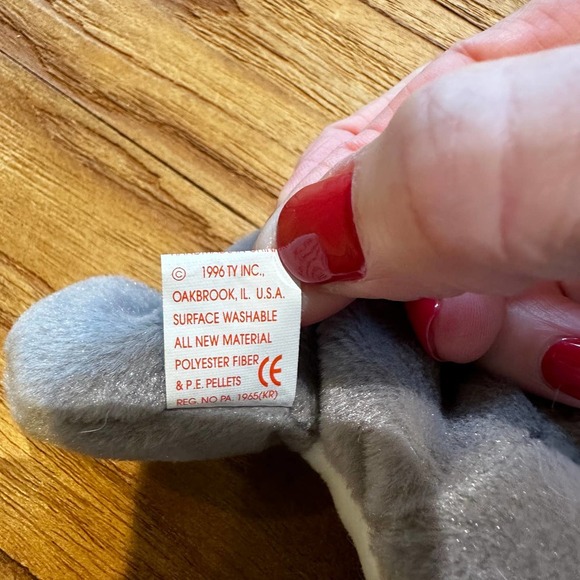 © 1996 TY INC.,
OAKBROOK, IL. U.S.A.
SURFACE WASHABLE
ALL NEW MATERIAL
POLYESTER FIBER
& P.E. PELLETS CE
REG. NO PA. 1965(KR)